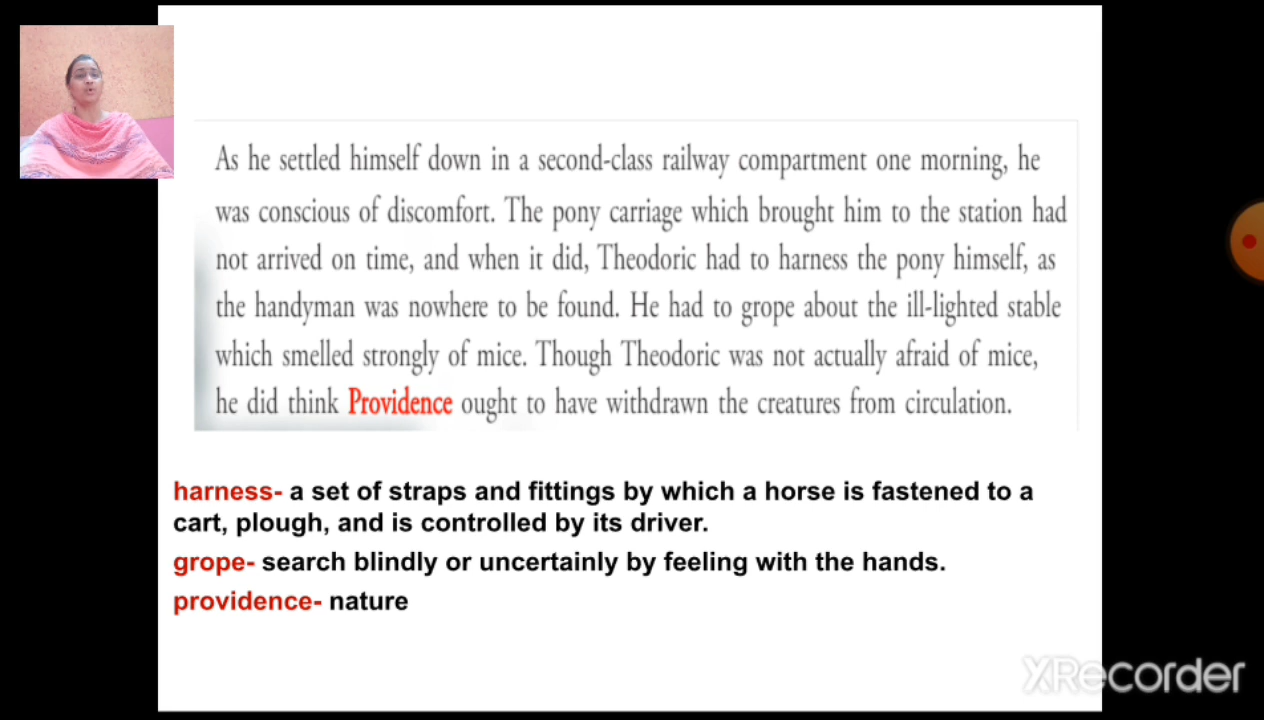 As he settled himself down in a second-class railway compartment one morning, he
was conscious of discomfort. The pony carriage which brought him to the station had
not arrived on time, and when it did, Theodoric had to harness the pony himself, as
the handyman was nowhere to be found. He had to grope about the ill-lighted stable
which smelled strongly of mice. Though Theodoric was not actually afraid of mice,
he did think Providence ought to have withdrawn the creatures from circulation.
harness- a set of straps and fittings by which a horse is fastened to a
cart, plough, and is controlled by its driver.
grope- search blindly or uncertainly by feeling with the hands.
providence- nature
XRecorder